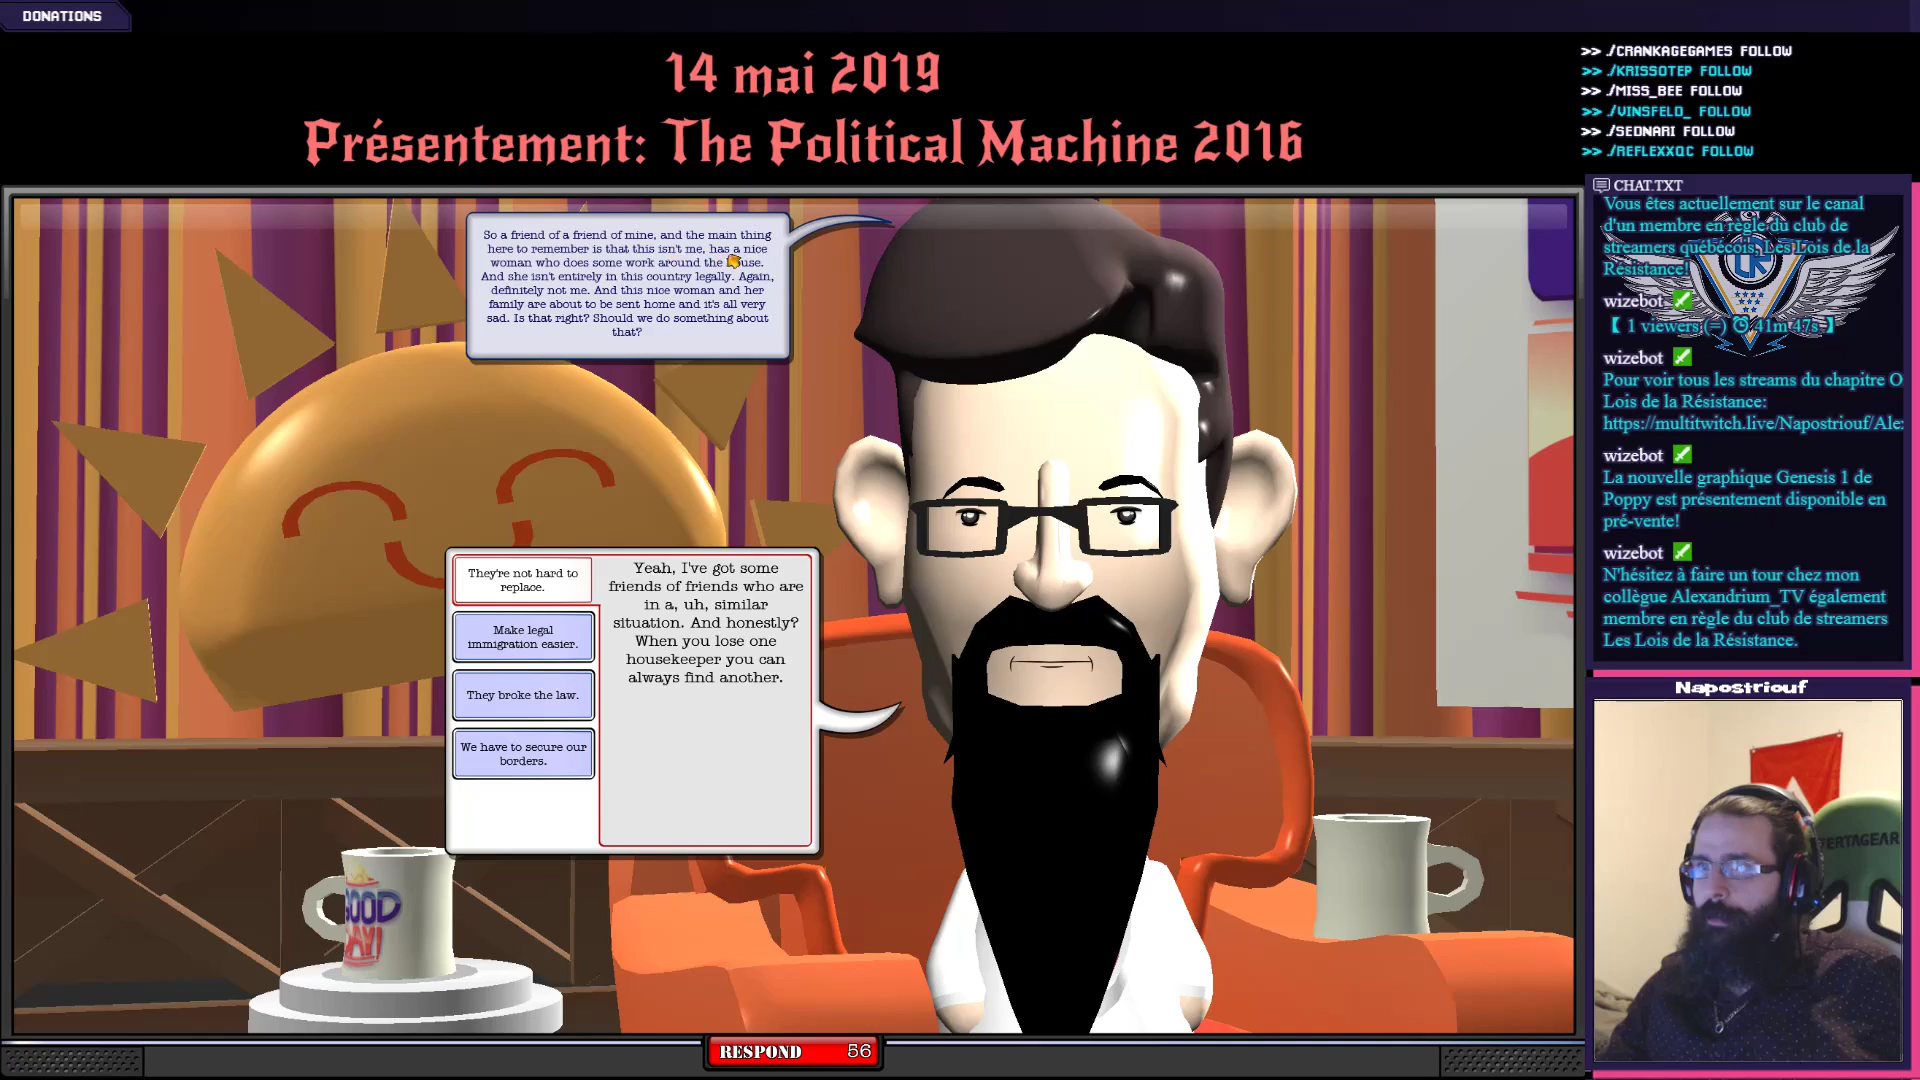 DONATIONS
14 mai 2019
Présentement: The Political Machine 2016
>> ./CRANKAGEGAMES FOLLOW
>> ./KRISSOTEP FOLLOW
>> ./MISS_BEE FOLLOW
>> ./VINSFELD_ FOLLOW
>> ./SEDNARI FOLLOW
>> ./REFLEXXQC FOLLOW
So a friend of a friend of mine, and the main thing
here to remember is that this isn't me, has a nice
woman who does some work around the
And she isn't entirely in this country legally. Again,
definitely not me. And this nice woman and her
family are about to be sent home and it's all very
sad. Is that right? Should we do something about
that?
They're not hard to
replace.
Make legal
immigration easier.
They broke the law.
We have to secure our
borders.
Yeah, I've got some
friends of friends who are
in a, uh, similar
situation. And honestly?
When you lose one
housekeeper you can
always find another.
GOOD
DAY!
RESPOND 56
CHAT.TXT
Vous êtes actuellement sur le canal
d'un membre en règle du club de
streamers québécois, Les Lois de la
Résistance!
wizebot
【 1 viewers (=) 41m 47s 】
wizebot
Pour voir tous les streams du chapitre O
Lois de la Résistance:
https://multitwitch.live/Napostriouf/Ale
wizebot
La nouvelle graphique Genesis 1 de
Poppy est présentement disponible en
pré-vente!
wizebot
N'hésitez à faire un tour chez mon
collègue Alexandrium_TV également
membre en règle du club de streamers
Les Lois de la Résistance.
Napostriouf
ERTAGEAR